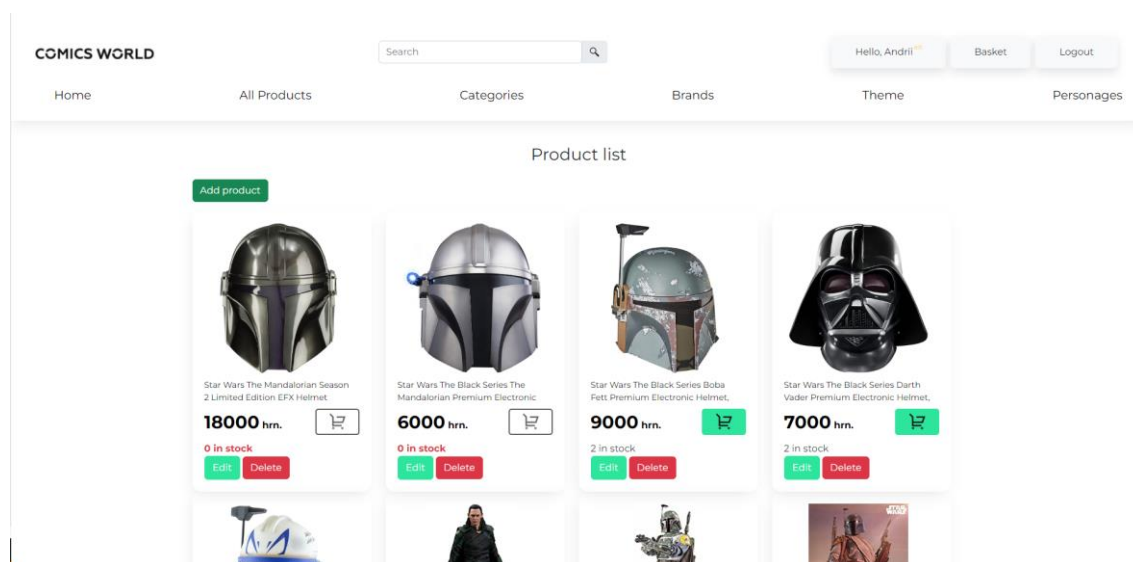 COMICS WORLD
Search
Hello, Andrii
Basket
Logout
Home
All Products
Categories
Brands
Theme
Personages
Product list
Add product
Star Wars The Mandalorian Season
2 Limited Edition EFX Helmet
18000 hrn.
0 in stock
Edit
Delete
Star Wars The Black Series The
Mandalorian Premium Electronic
6000 hrn.
0 in stock
Edit
Delete
Star Wars The Black Series Boba
Fett Premium Electronic Helmet,
9000 hrn.
2 in stock
Edit
Delete
Star Wars The Black Series Darth
Vader Premium Electronic Helmet,
7000 hrn.
2 in stock
Edit
Delete
STAR
WARS